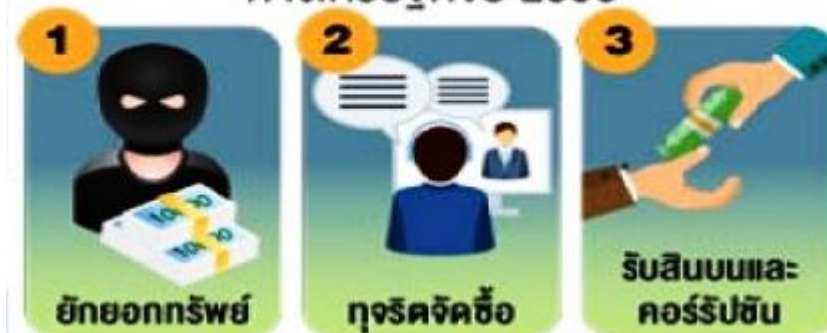 1
2
3
ยักยอกทรัพย์
ทุจริตจัดซื้อ
รับสินบนและ
คอร์รัปชัน